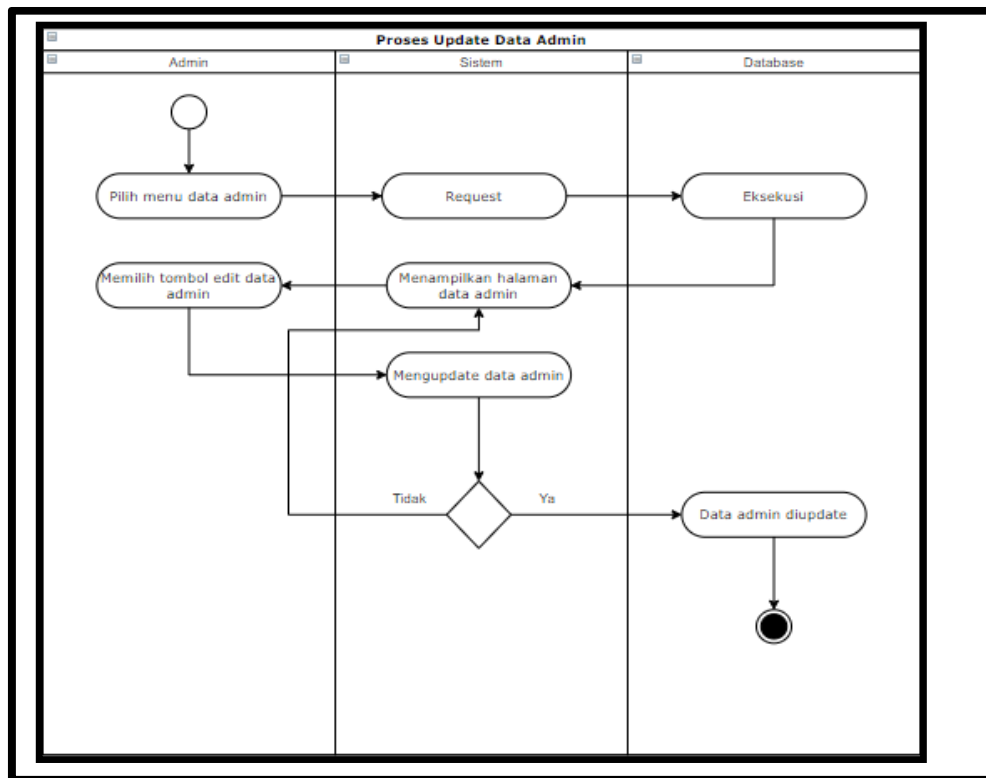 Proses Update Data Admin
Admin
Sistem
Database
Pilih menu data admin
Request
Eksekusi
Memilih tombol edit data
admin
Menampilkan halaman
data admin
Mengupdate data admin
Tidak
Ya
Data admin diupdate